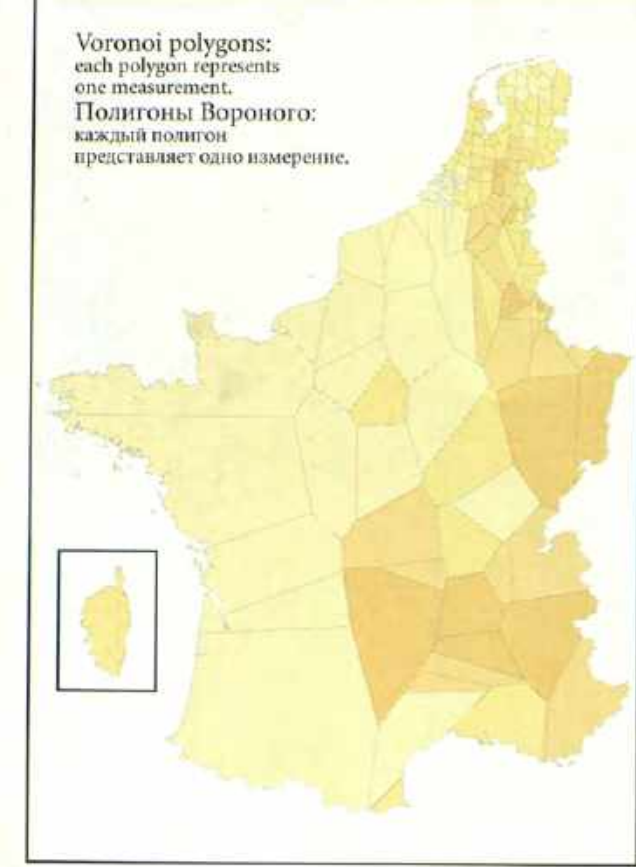 Voronoi polygons:
each polygon represents
one measurement.
Полигоны Вороного:
каждый полигон
представляет одно измерение.